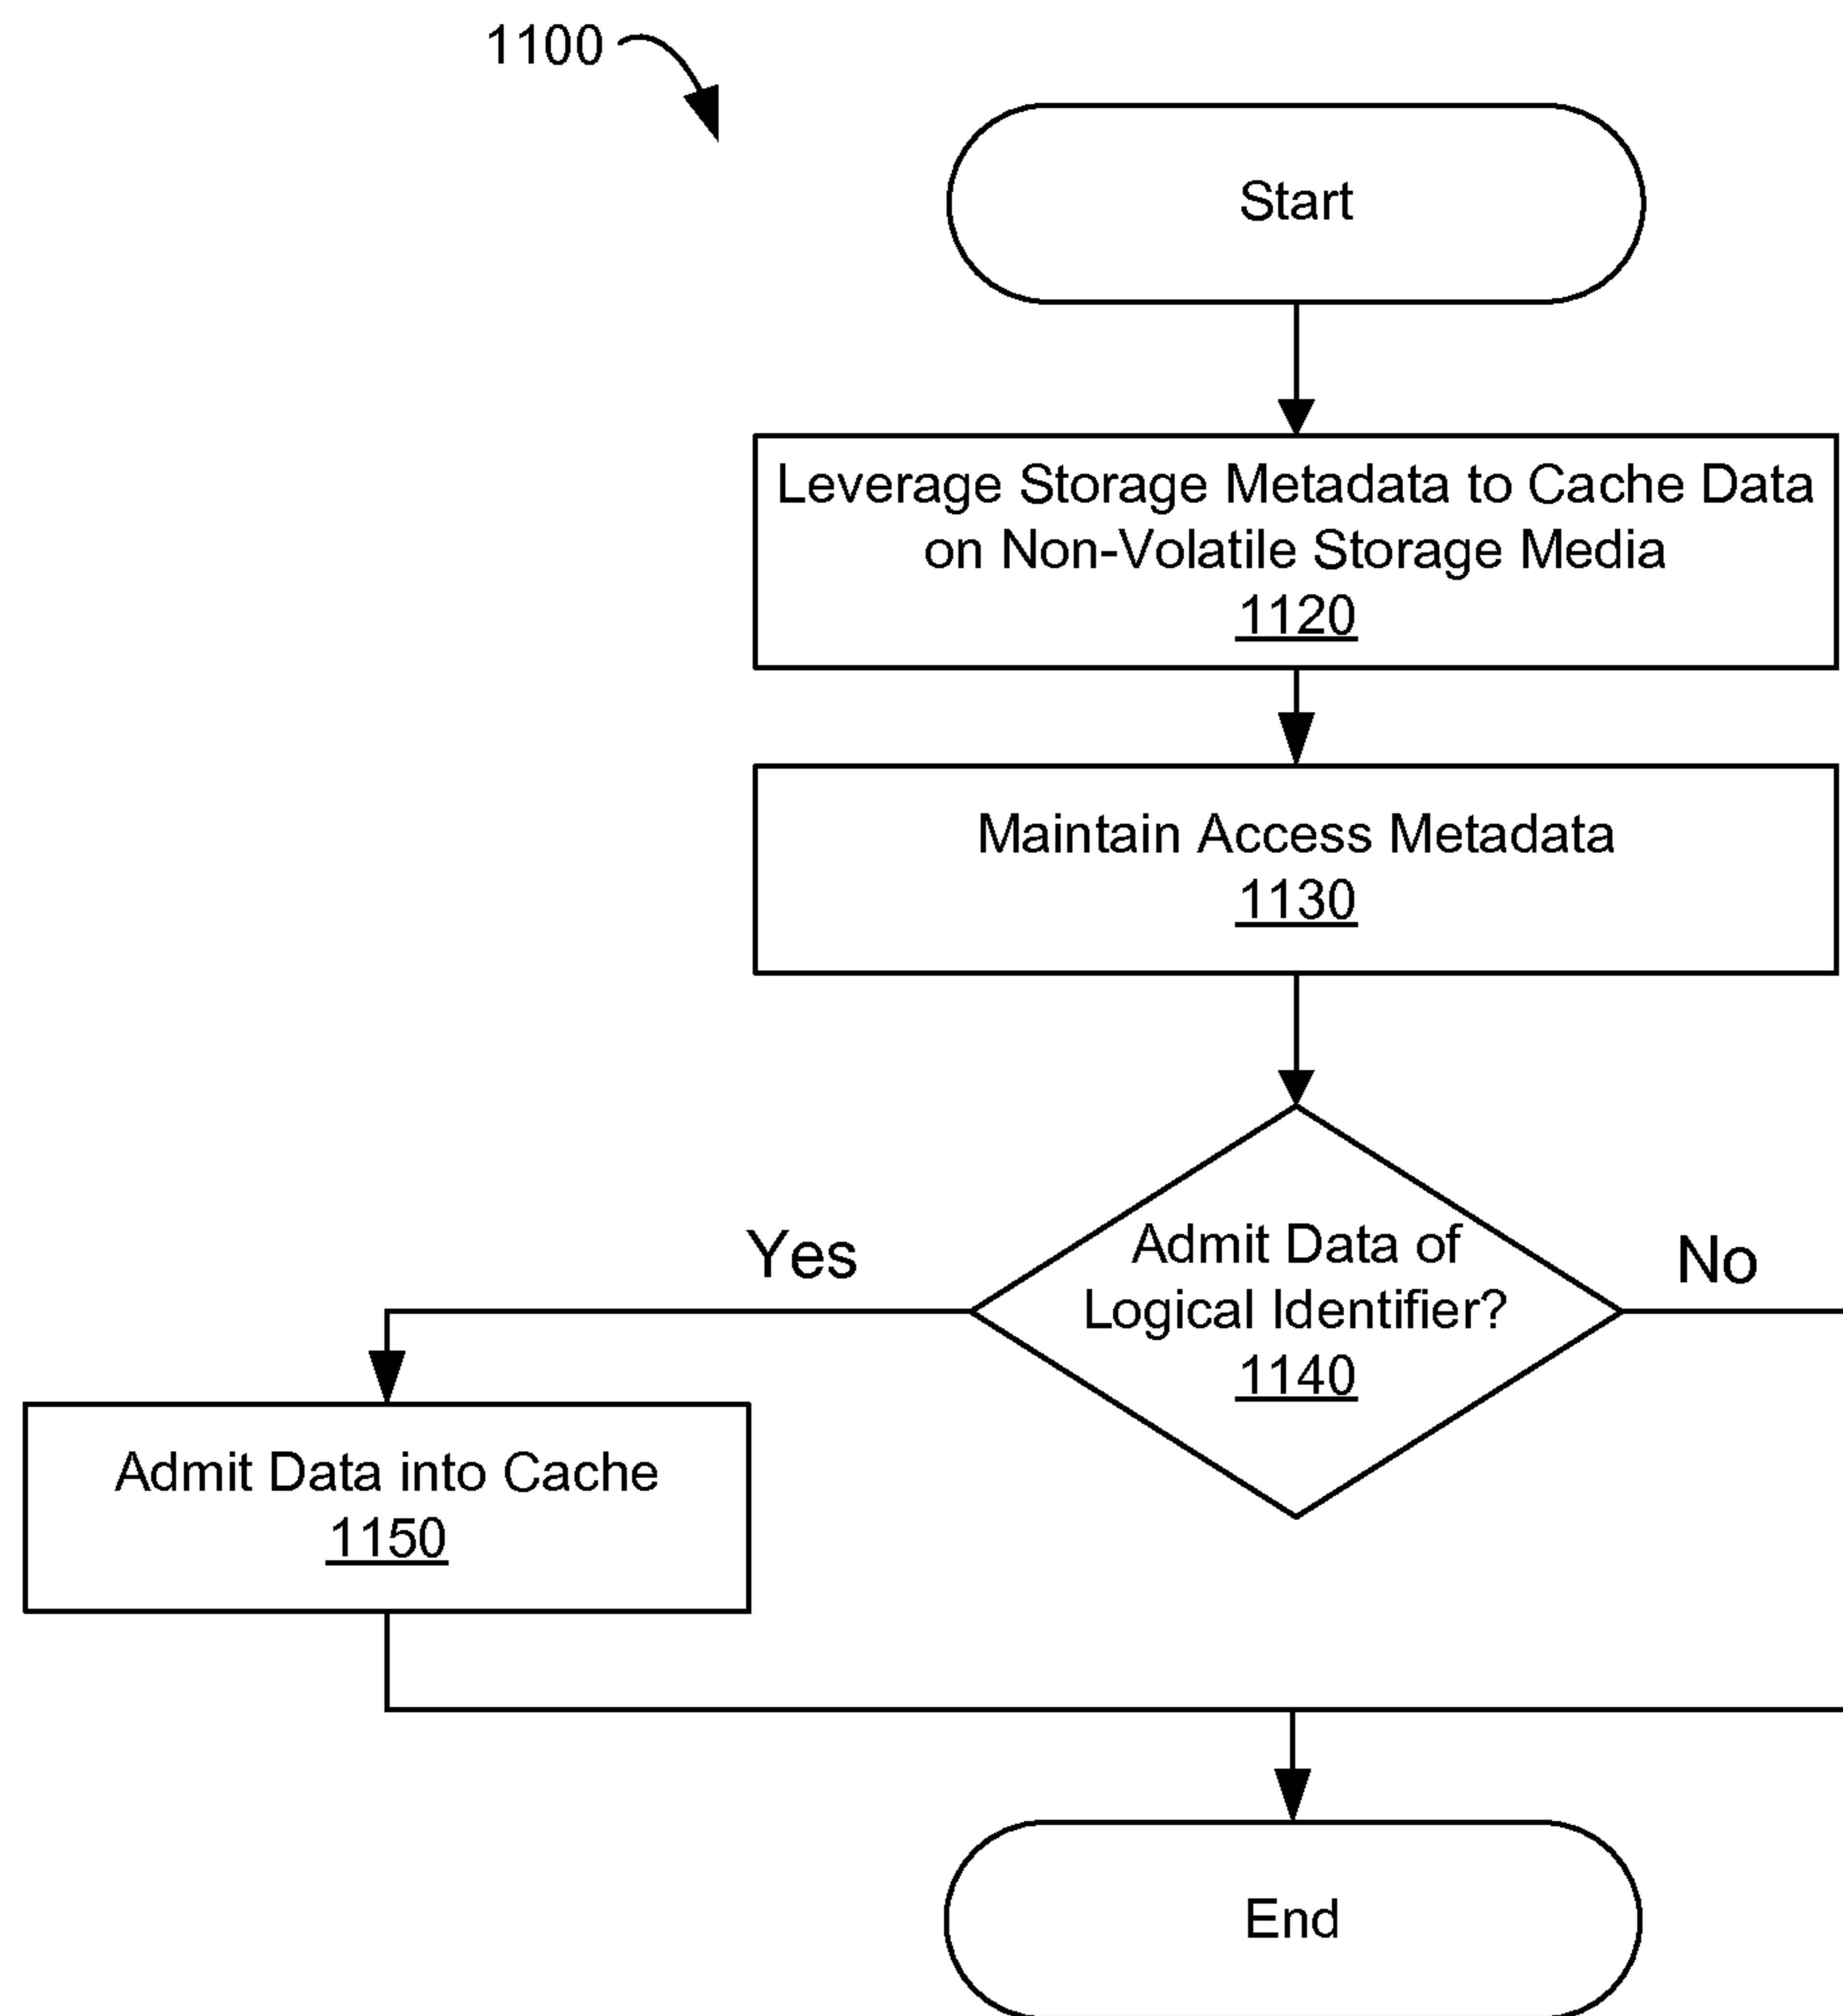 1100
Start
Leverage Storage Metadata to Cache Data
on Non-Volatile Storage Media
1120
Maintain Access Metadata
1130
Admit Data of
Logical Identifier?
1140
Yes
No
Admit Data into Cache
1150
End